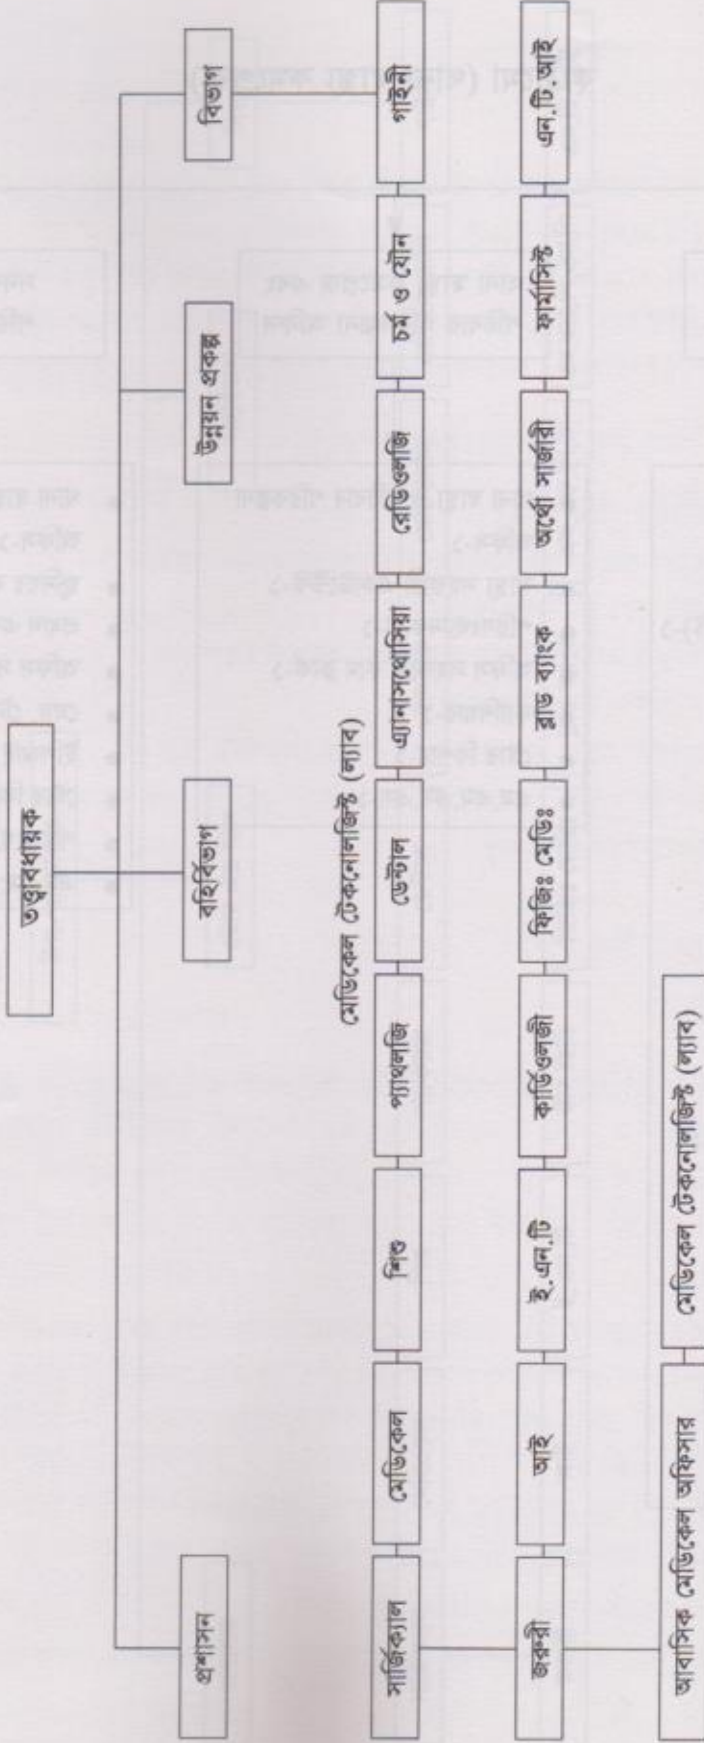 তত্ত্বাবধায়ক
প্রশাসন
বহির্বিভাগ
উন্নয়ন প্রকল্প
বিভাগ
মেডিকেল টেকনোলজিস্ট (ল্যাব)
সার্জিক্যাল
মেডিকেল
শিশু
প্যাথলজি
ডেন্টাল
এ্যানাসথেসিয়া
রেডিওলজি
চর্ম ও যৌন
গাইনী
জরুরী
আই
ই.এন.টি
কার্ডিওলজী
ফিজিঃ মেডিঃ
ব্লাড ব্যাংক
অর্থো সার্জারী
ফার্মাসিস্ট
এন.টি.আই
আবাসিক মেডিকেল অফিসার
মেডিকেল টেকনোলজিস্ট (ল্যাব)